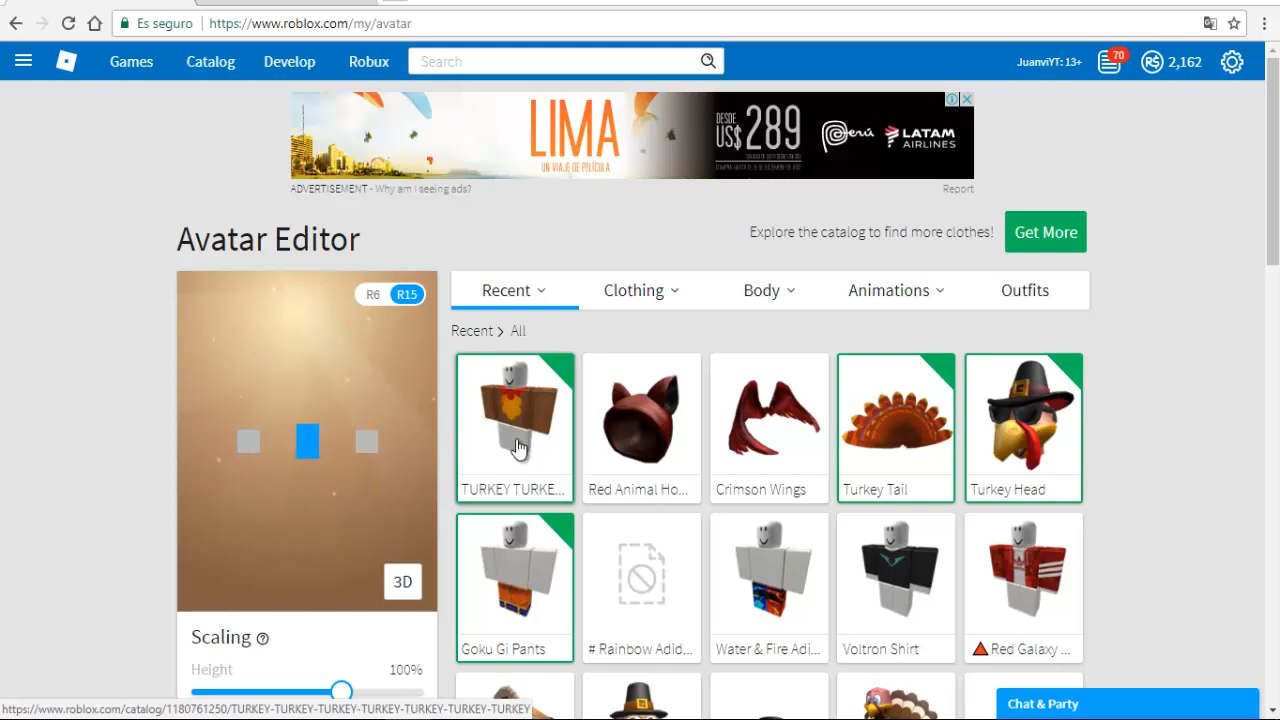 Es seguro https://www.roblox.com/my/avatar
Games Catalog Develop Robux Search JuanviYT: 13+ 70 R$ 2,162
LIMA
UN VIAJE DE PELÍCULA
DESDE
US$ 289
Perú LATAM
AIRLINES
ADVERTISEMENT - Why am I seeing ads? Report
Avatar Editor
Explore the catalog to find more clothes! Get More
R6 R15
3D
Scaling
Height 100%
Recent Clothing Body Animations Outfits
Recent > All
TURKEY TURKE... Red Animal Ho... Crimson Wings Turkey Tail Turkey Head
Goku Gi Pants # Rainbow Adid... Water & Fire Adi... Voltron Shirt Red Galaxy ...
https://www.roblox.com/catalog/1180761250/TURKEY-TURKEY-TURKEY-TURKEY-TURKEY-TURKEY-TURKEY
Chat & Party